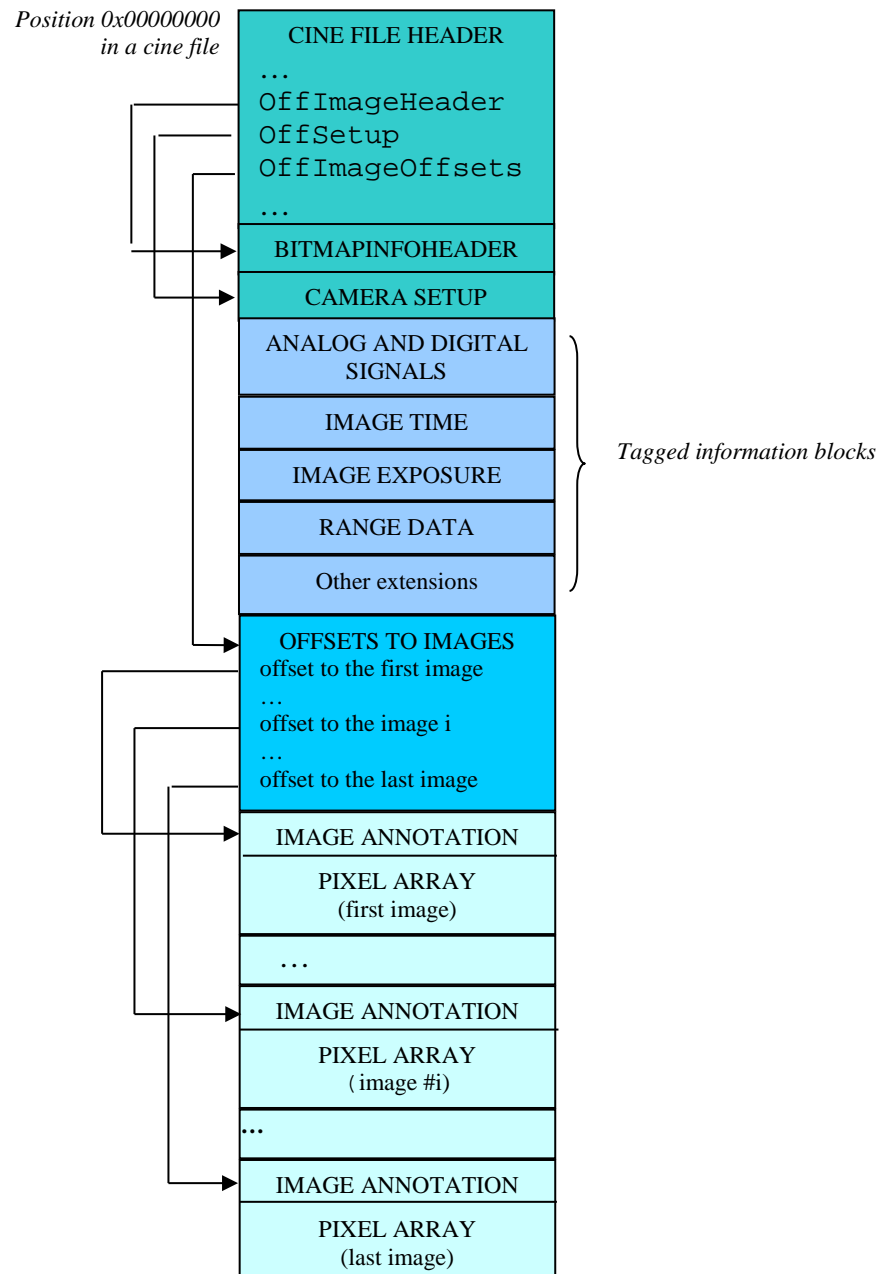 Position 0x00000000
in a cine file
CINE FILE HEADER
…
OffImageHeader
OffSetup
OffImageOffsets
…
BITMAPINFOHEADER
CAMERA SETUP
ANALOG AND DIGITAL
SIGNALS
IMAGE TIME
IMAGE EXPOSURE
RANGE DATA
Other extensions
Tagged information blocks
OFFSETS TO IMAGES
offset to the first image
…
offset to the image i
…
offset to the last image
IMAGE ANNOTATION
PIXEL ARRAY
(first image)
…
IMAGE ANNOTATION
PIXEL ARRAY
(image #i)
...
IMAGE ANNOTATION
PIXEL ARRAY
(last image)